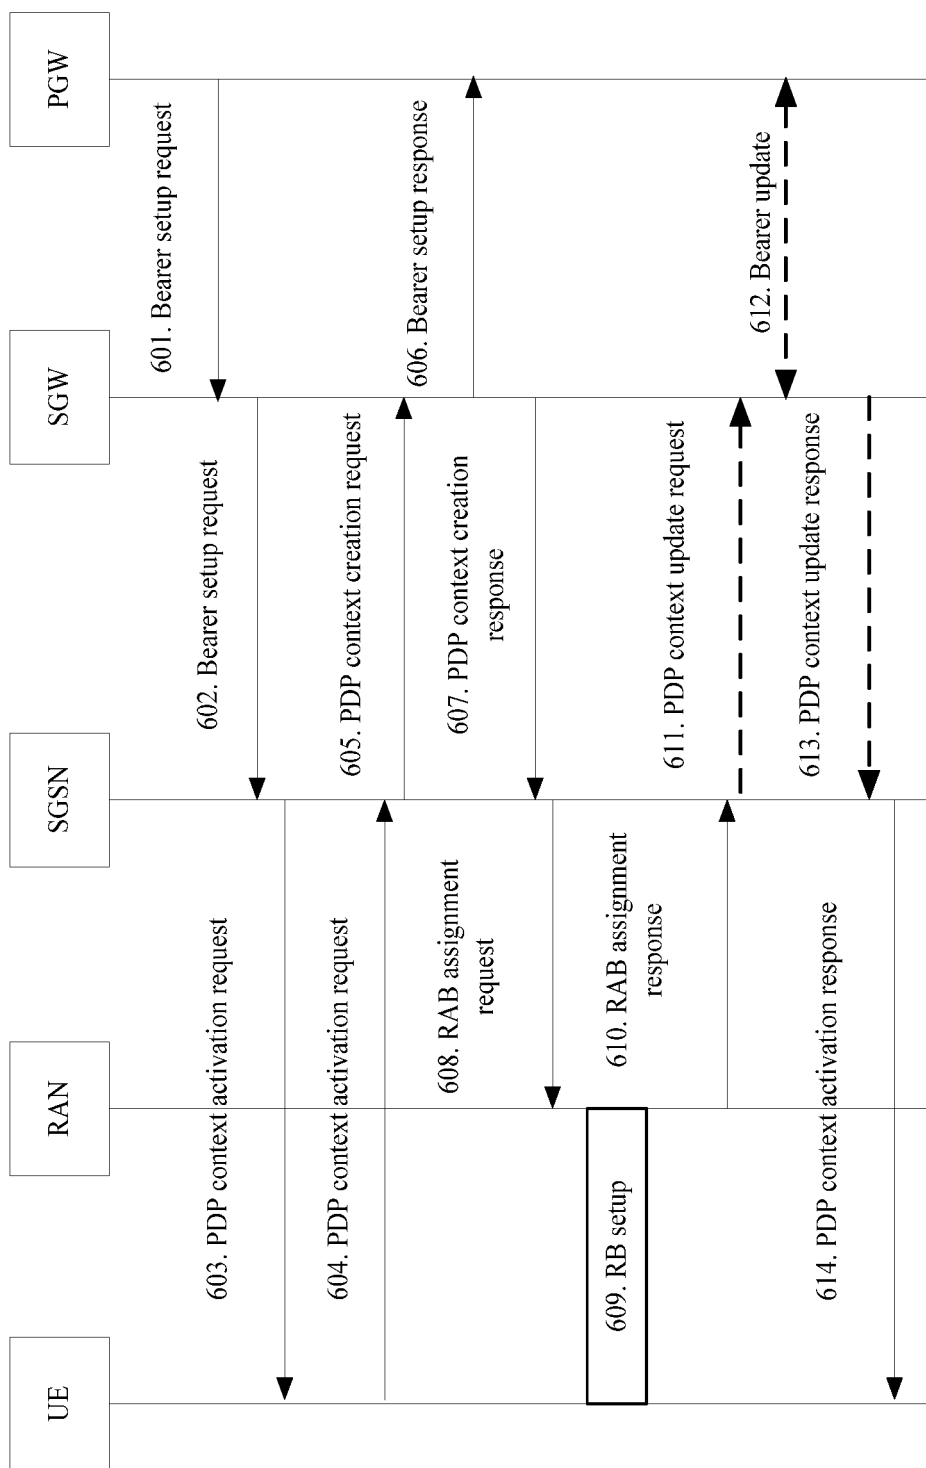 UE
RAN
SGSN
SGW
PGW
601. Bearer setup request
602. Bearer setup request
603. PDP context activation request
604. PDP context activation request
605. PDP context creation request
606. Bearer setup response
607. PDP context creation
response
608. RAB assignment
request
609. RB setup
610. RAB assignment
response
611. PDP context update request
612. Bearer update
613. PDP context update response
614. PDP context activation response